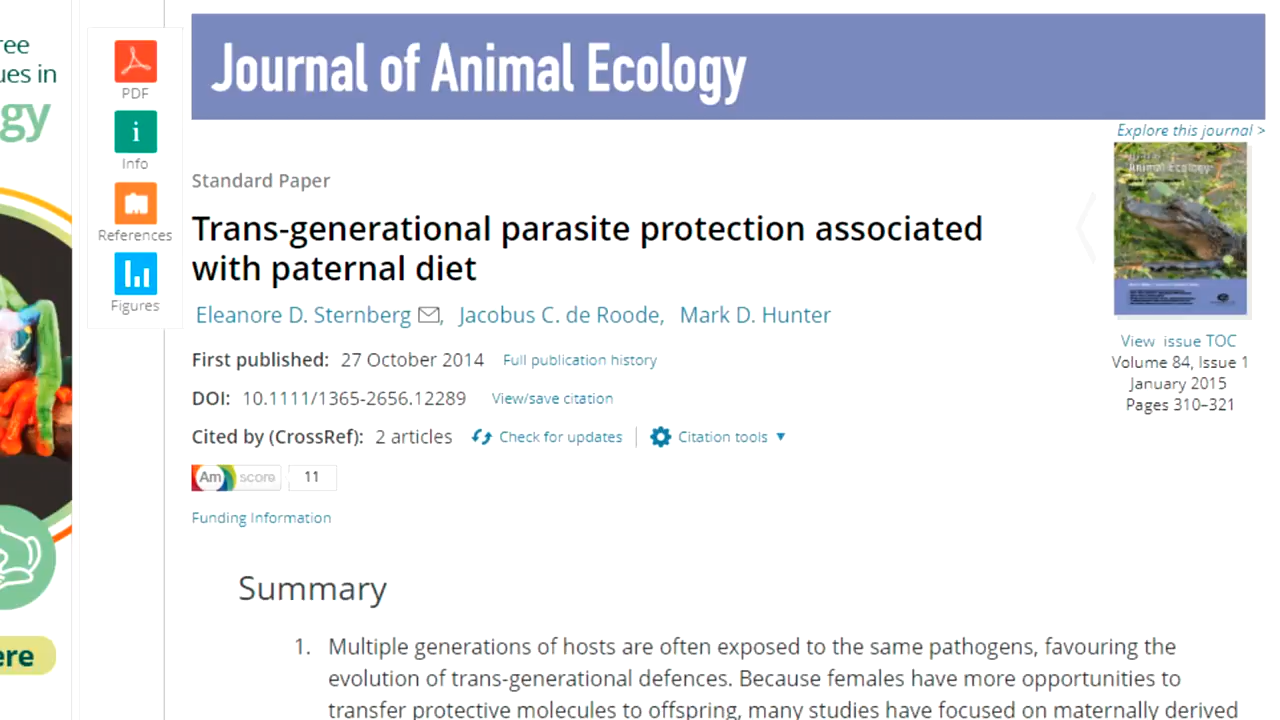 ree
ues in
gy
ere
PDF
Info
References
Figures
Journal of Animal Ecology
Explore this journal >
Animal Ecology
Standard Paper
Trans-generational parasite protection associated
with paternal diet
Eleanore D. Sternberg, Jacobus C. de Roode, Mark D. Hunter
First published: 27 October 2014 Full publication history
DOI: 10.1111/1365-2656.12289 View/save citation
Cited by (CrossRef): 2 articles Check for updates Citation tools ▼
Am score 11
Funding Information
View issue TOC
Volume 84, Issue 1
January 2015
Pages 310–321
Summary
1. Multiple generations of hosts are often exposed to the same pathogens, favouring the
evolution of trans-generational defences. Because females have more opportunities to
transfer protective molecules to offspring, many studies have focused on maternally derived